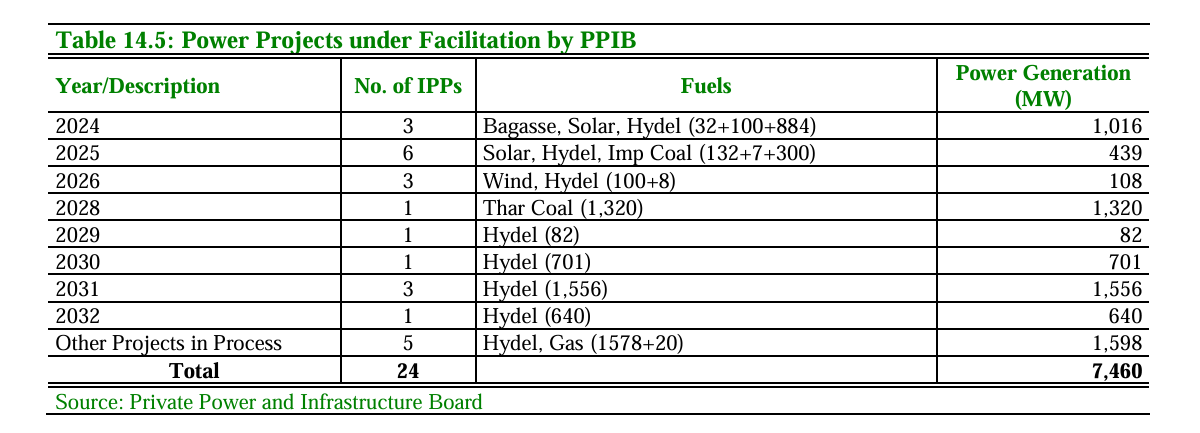 Table 14.5: Power Projects under Facilitation by PPIB
Year/Description No. of IPPs Fuels Power Generation (MW)
2024 3 Bagasse, Solar, Hydel (32+100+884) 1,016
2025 6 Solar, Hydel, Imp Coal (132+7+300) 439
2026 3 Wind, Hydel (100+8) 108
2028 1 Thar Coal (1,320) 1,320
2029 1 Hydel (82) 82
2030 1 Hydel (701) 701
2031 3 Hydel (1,556) 1,556
2032 1 Hydel (640) 640
Other Projects in Process 5 Hydel, Gas (1578+20) 1,598
Total 24 7,460
Source: Private Power and Infrastructure Board